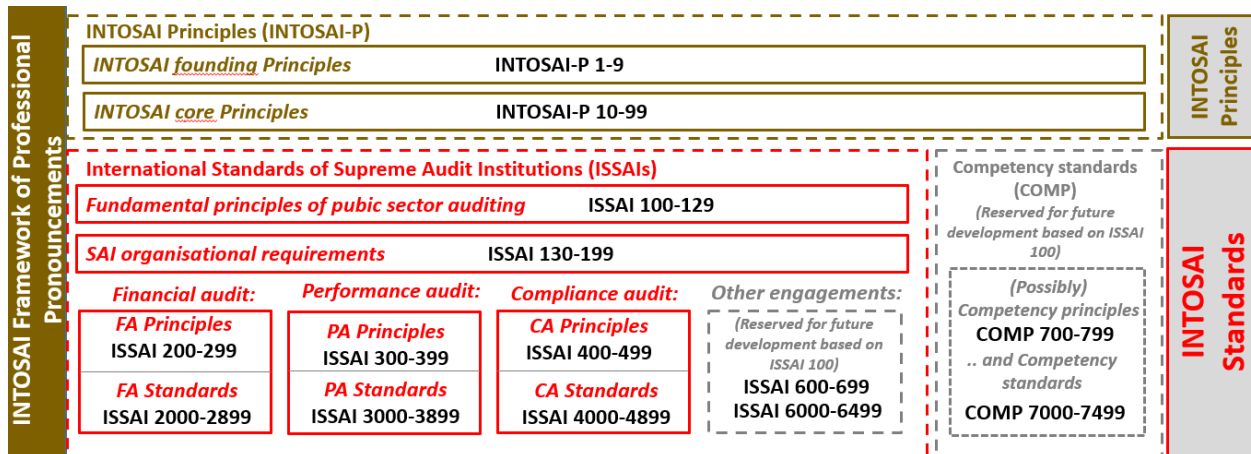 INTOSAI Framework of Professional
Pronouncements
INTOSAI Principles (INTOSAI-P)
INTOSAI founding Principles INTOSAI-P 1-9
INTOSAI core Principles INTOSAI-P 10-99
INTOSAI
Principles
International Standards of Supreme Audit Institutions (ISSAIs)
Fundamental principles of pubic sector auditing ISSAI 100-129
SAI organisational requirements ISSAI 130-199
Financial audit:
FA Principles
ISSAI 200-299
FA Standards
ISSAI 2000-2899
Performance audit:
PA Principles
ISSAI 300-399
PA Standards
ISSAI 3000-3899
Compliance audit:
CA Principles
ISSAI 400-499
CA Standards
ISSAI 4000-4899
Other engagements:
(Reserved for future
development based on
ISSAI 100)
ISSAI 600-699
ISSAI 6000-6499
Competency standards
(COMP)
(Reserved for future
development based on ISSAI
100)
(Possibly)
Competency principles
COMP 700-799
.. and Competency
standards
COMP 7000-7499
INTOSAI
Standards